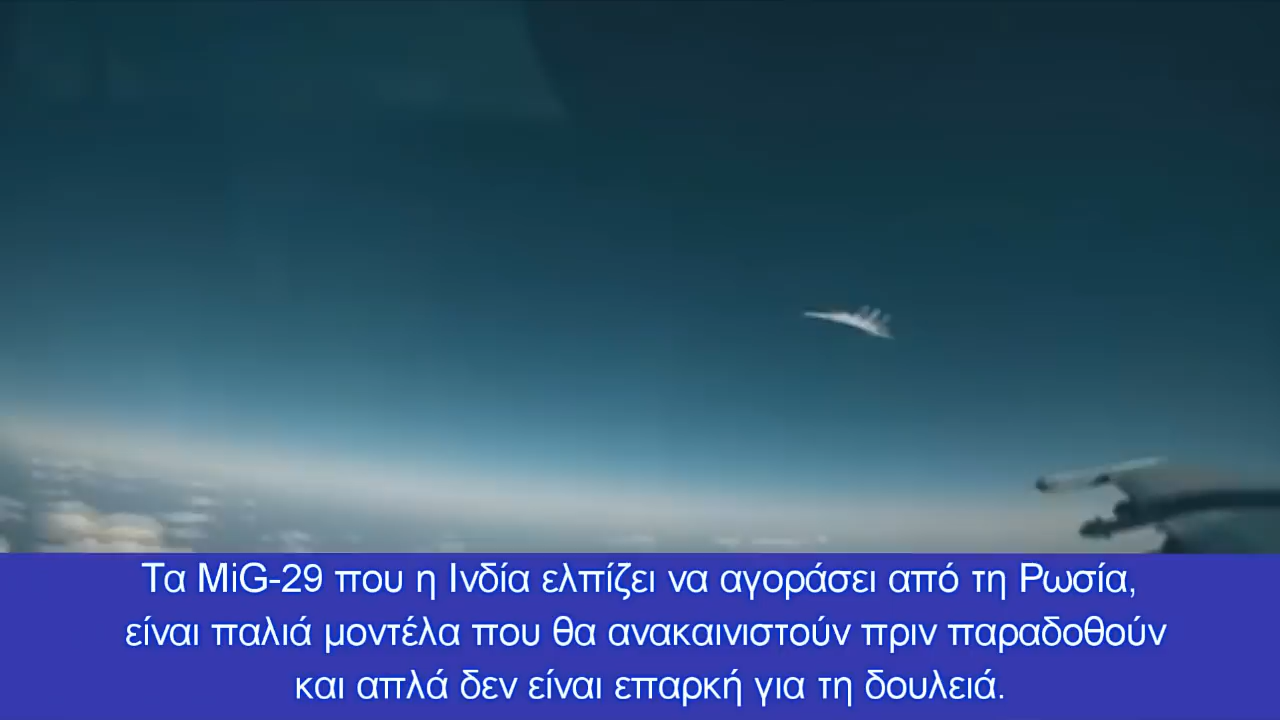 Τα MiG-29 που η Ινδία ελπίζει να αγοράσει από τη Ρωσία,
είναι παλιά μοντέλα που θα ανακαινιστούν πριν παραδοθούν
και απλά δεν είναι επαρκή για τη δουλειά.